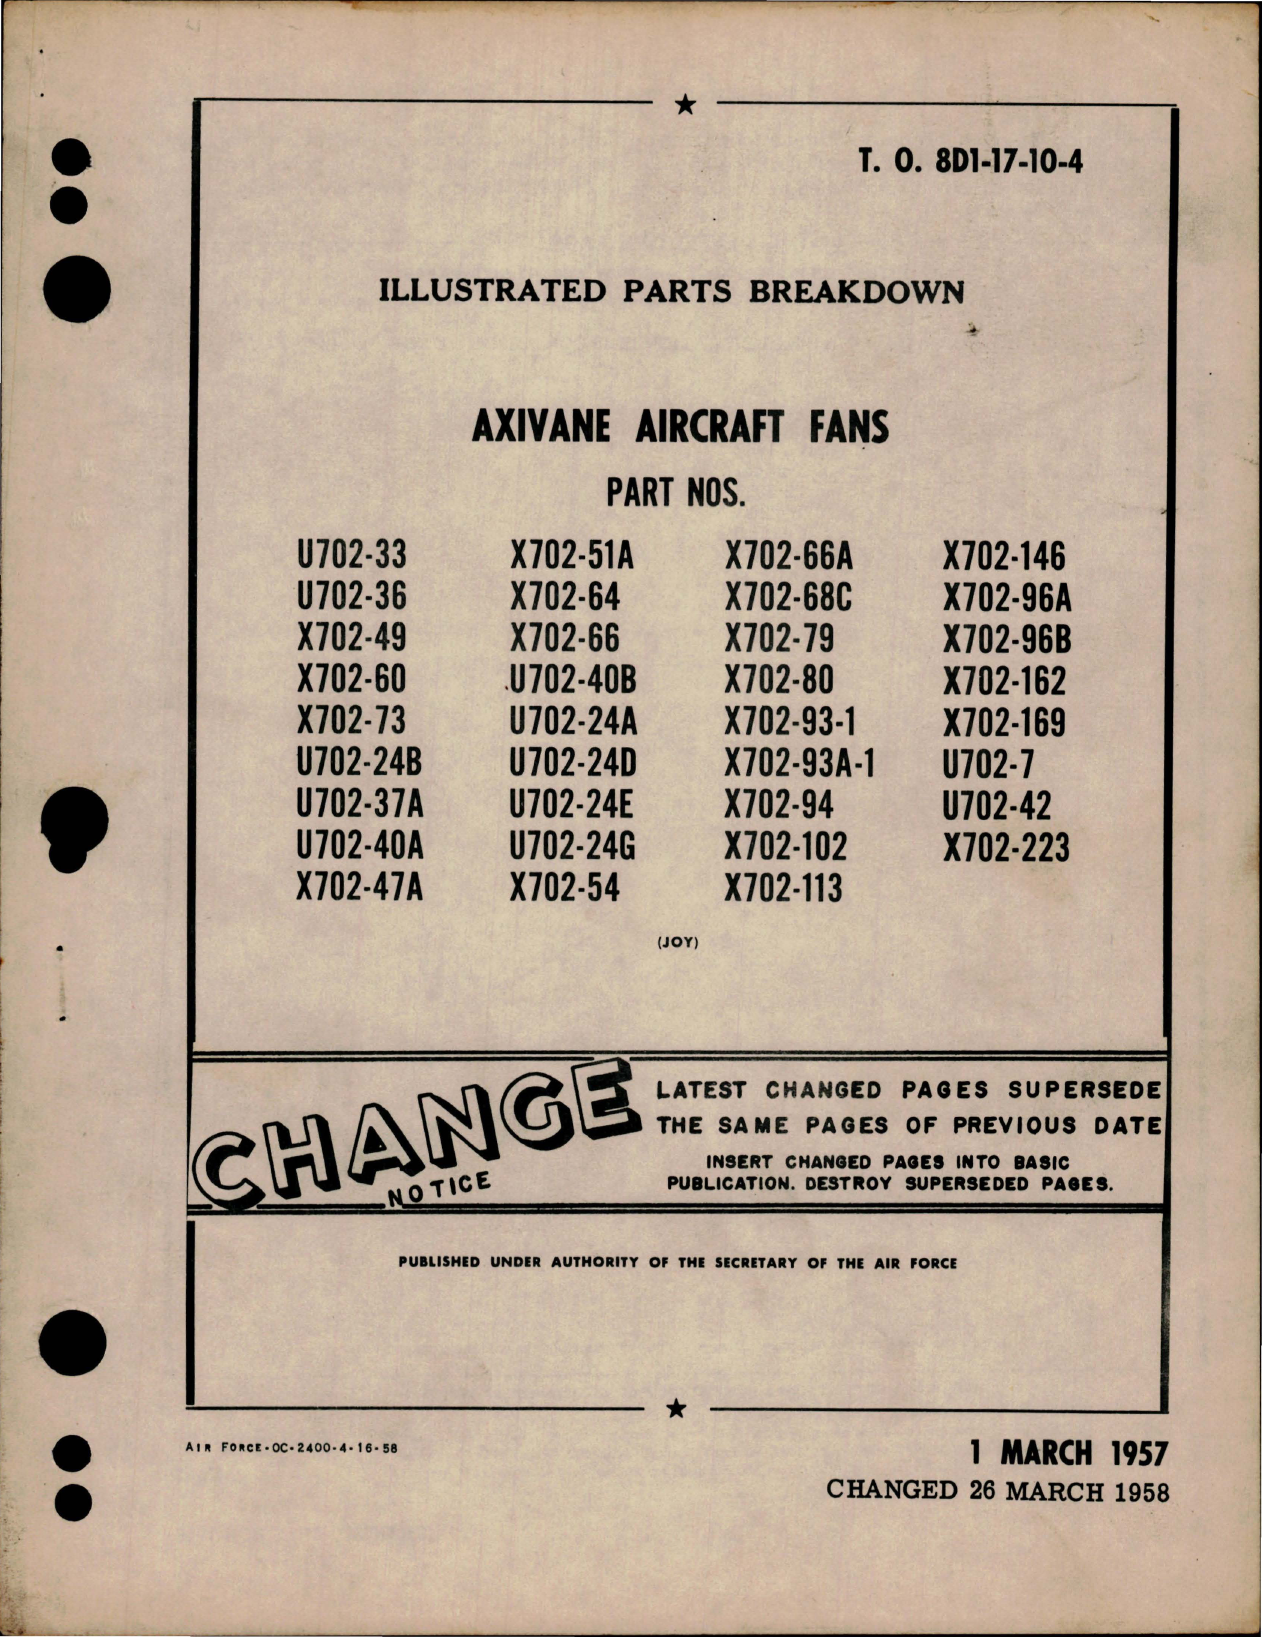 T. O. 8D1-17-10-4
ILLUSTRATED PARTS BREAKDOWN
AXIVANE AIRCRAFT FANS
PART NOS.
U702-33 X702-51A X702-66A X702-146
U702-36 X702-64 X702-68C X702-96A
X702-49 X702-66 X702-79 X702-96B
X702-60 U702-40B X702-80 X702-162
X702-73 U702-24A X702-93-1 X702-169
U702-24B U702-24D X702-93A-1 U702-7
U702-37A U702-24E X702-94 U702-42
U702-40A U702-24G X702-102 X702-223
X702-47A X702-54 X702-113
(JOY)
CHANGE
NOTICE
LATEST CHANGED PAGES SUPERSEDE
THE SAME PAGES OF PREVIOUS DATE
INSERT CHANGED PAGES INTO BASIC
PUBLICATION. DESTROY SUPERSEDED PAGES.
PUBLISHED UNDER AUTHORITY OF THE SECRETARY OF THE AIR FORCE
AIR FORCE-OC-2400-4-16-58
1 MARCH 1957
CHANGED 26 MARCH 1958